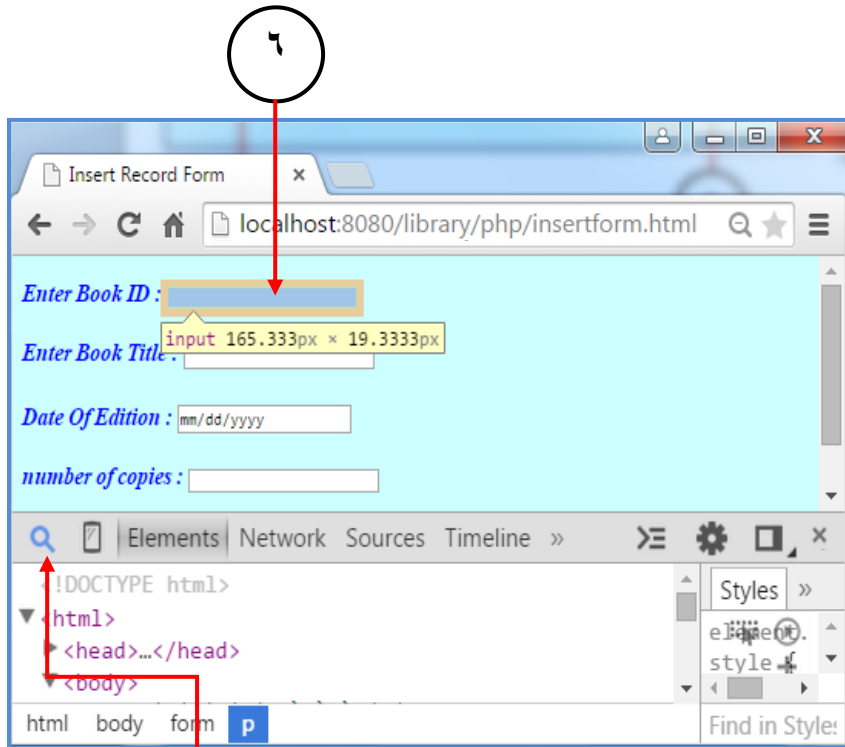 ٦
Insert Record Form ×
localhost:8080/library/php/insertform.html
Enter Book ID :
input 165.333px × 19.3333px
Enter Book Title :
Date Of Edition : mm/dd/yyyy
number of copies :
Elements Network Sources Timeline »
<!DOCTYPE html>
<html>
<head>…</head>
<body>
Styles »
element.
style {
html body form p
Find in Styles